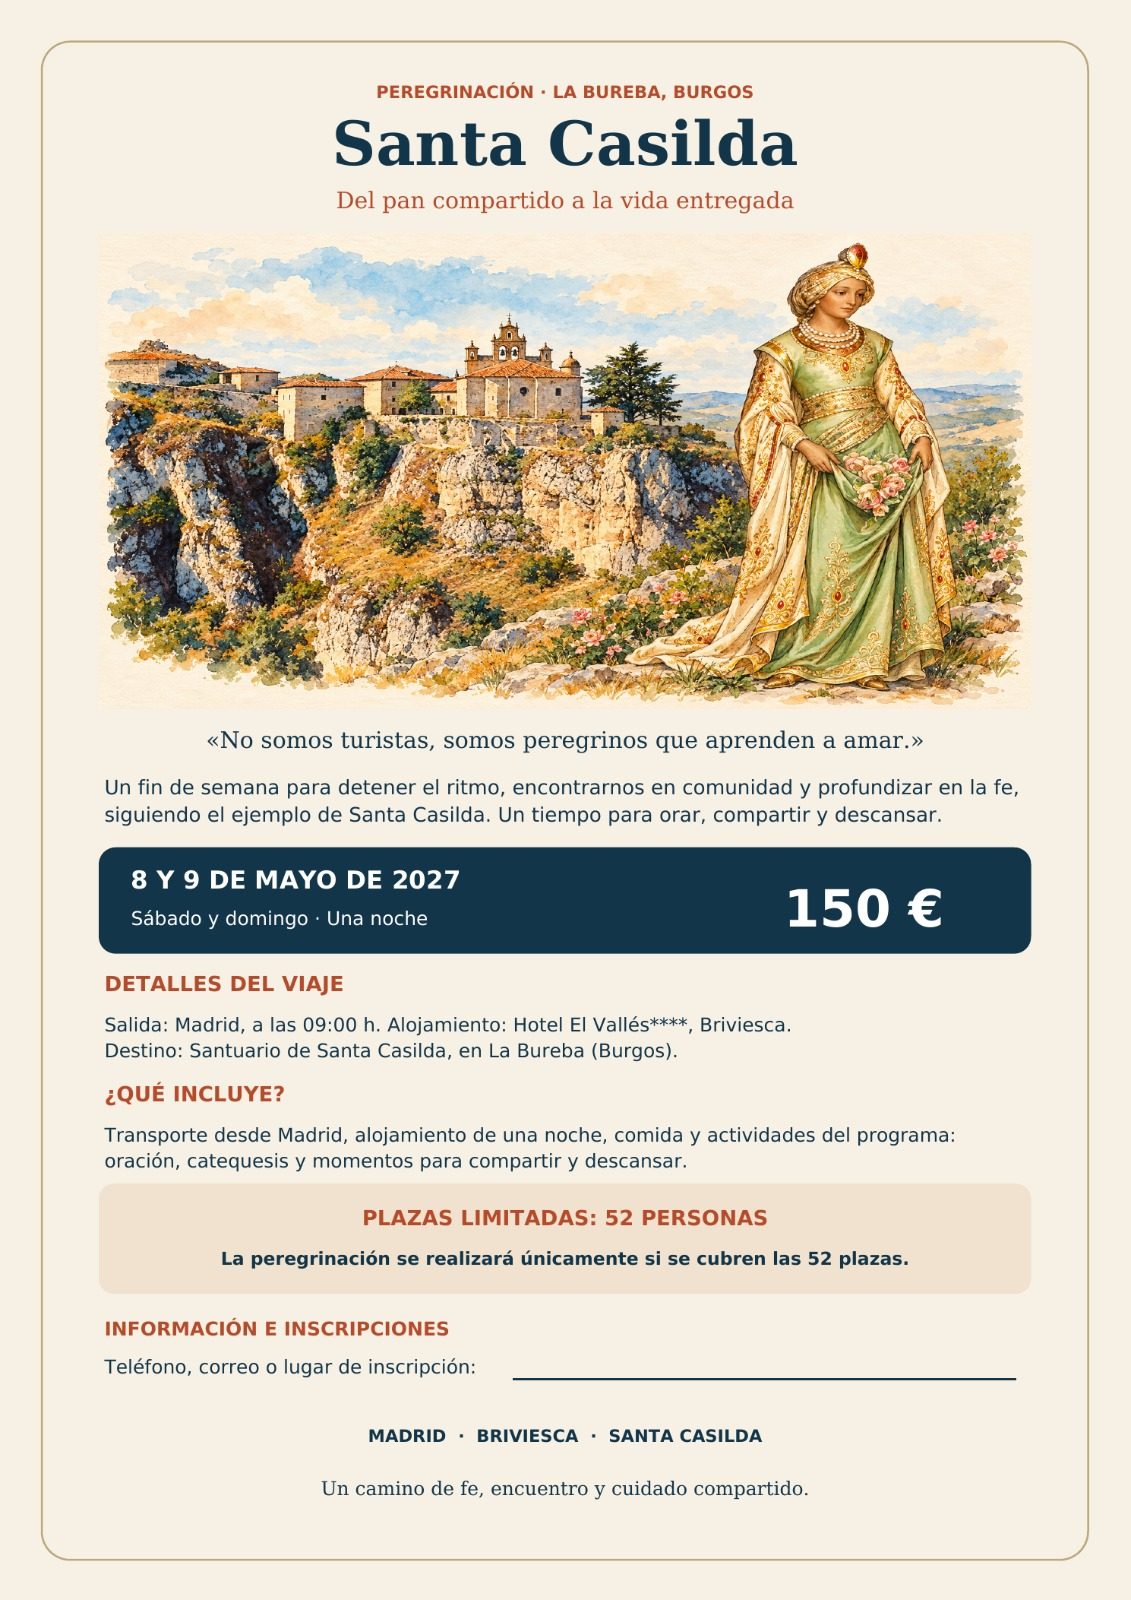 PEREGRINACIÓN · LA BUREBA, BURGOS
Santa Casilda
Del pan compartido a la vida entregada
«No somos turistas, somos peregrinos que aprenden a amar.»
Un fin de semana para detener el ritmo, encontrarnos en comunidad y profundizar en la fe,
siguiendo el ejemplo de Santa Casilda. Un tiempo para orar, compartir y descansar.
8 Y 9 DE MAYO DE 2027
Sábado y domingo · Una noche
150 €
DETALLES DEL VIAJE
Salida: Madrid, a las 09:00 h. Alojamiento: Hotel El Vallés****, Briviesca.
Destino: Santuario de Santa Casilda, en La Bureba (Burgos).
¿QUÉ INCLUYE?
Transporte desde Madrid, alojamiento de una noche, comida y actividades del programa:
oración, catequesis y momentos para compartir y descansar.
PLAZAS LIMITADAS: 52 PERSONAS
La peregrinación se realizará únicamente si se cubren las 52 plazas.
INFORMACIÓN E INSCRIPCIONES
Teléfono, correo o lugar de inscripción:
MADRID · BRIVIESCA · SANTA CASILDA
Un camino de fe, encuentro y cuidado compartido.